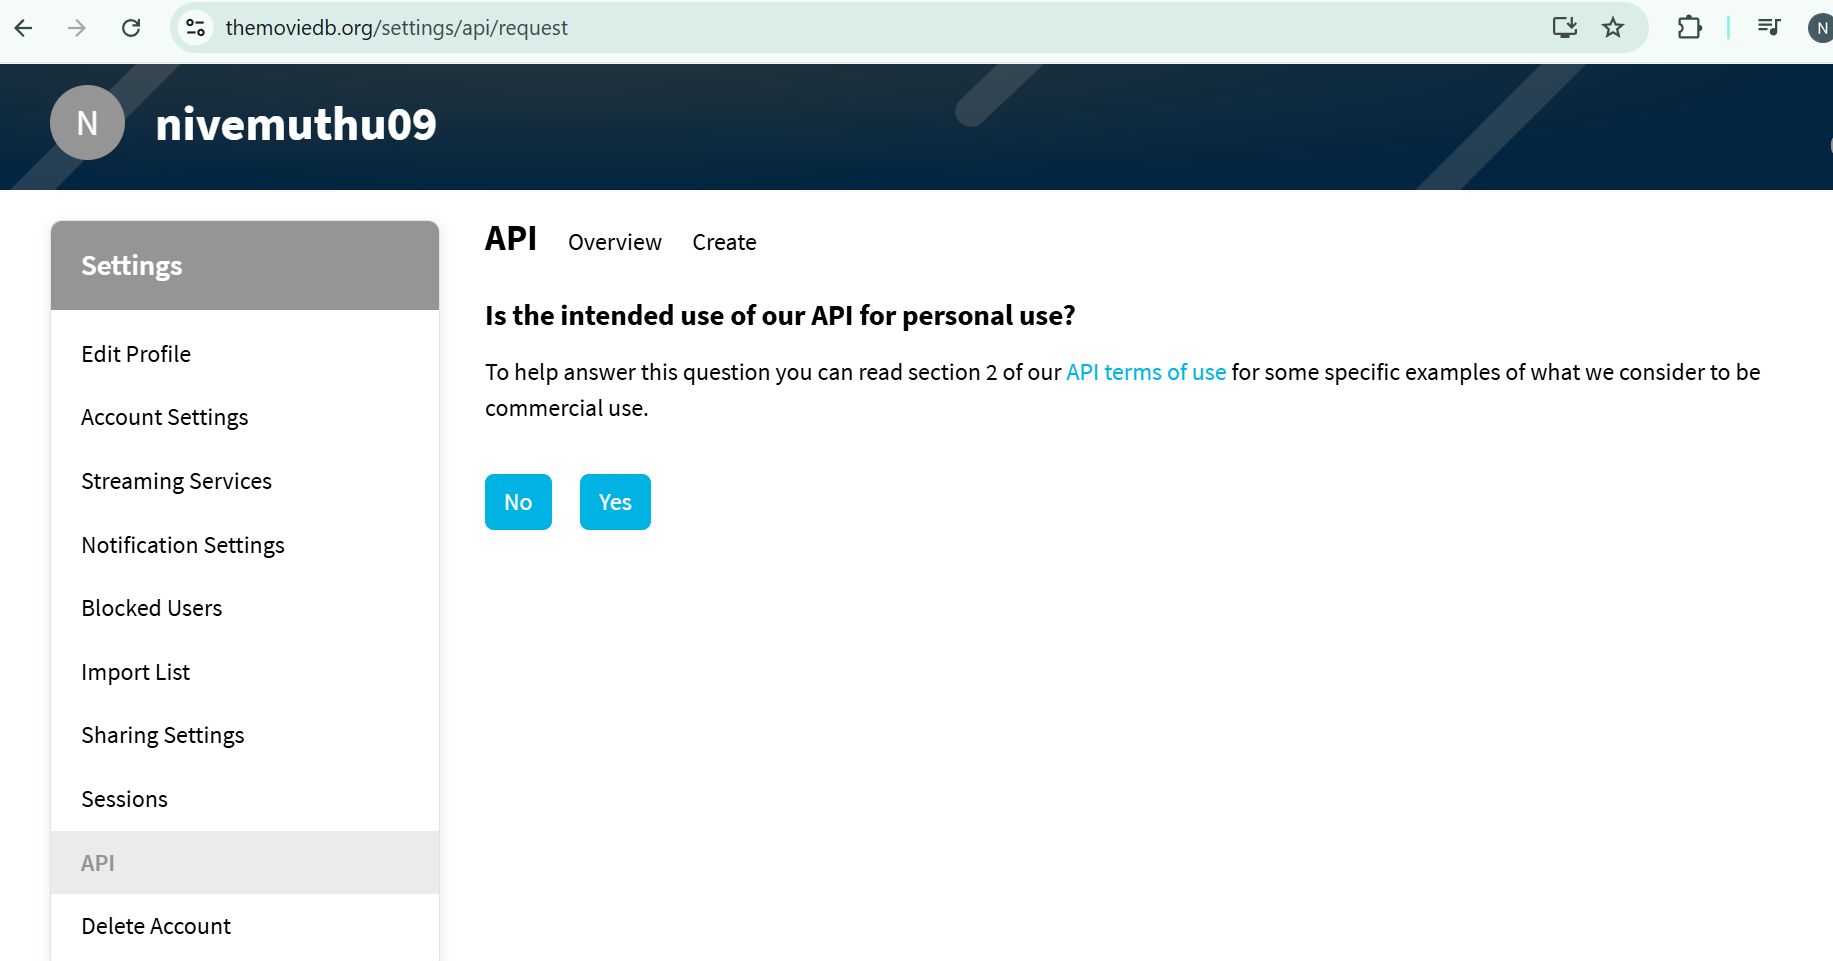 themoviedb.org/settings/api/request
N
N
nivemuthu09
Settings
Edit Profile
Account Settings
Streaming Services
Notification Settings
Blocked Users
Import List
Sharing Settings
Sessions
API
Delete Account
API Overview Create
Is the intended use of our API for personal use?
To help answer this question you can read section 2 of our API terms of use for some specific examples of what we consider to be
commercial use.
No Yes